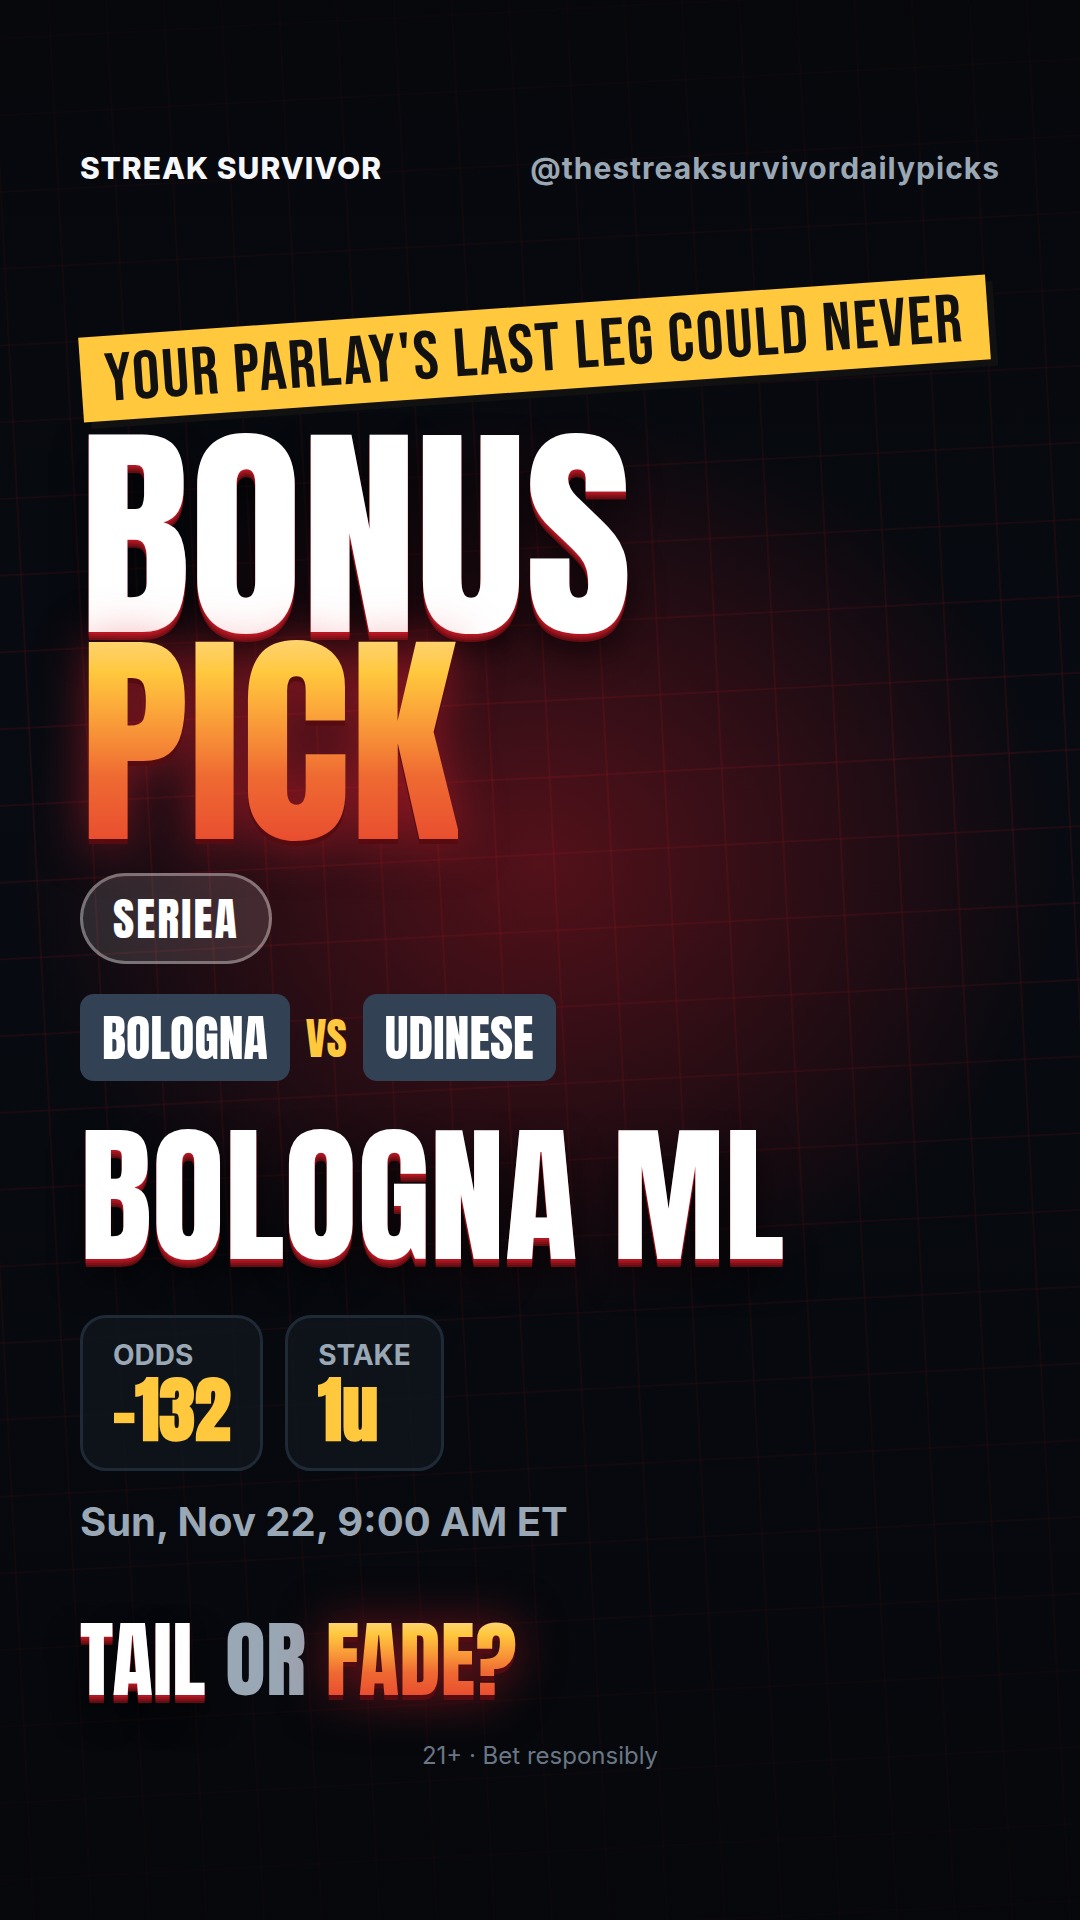 STREAK SURVIVOR
@thestreaksurvivordailypicks
YOUR PARLAY'S LAST LEG COULD NEVER
BONUS
PICK
SERIEA
BOLOGNA VS UDINESE
BOLOGNA ML
ODDS
-132
STAKE
1u
Sun, Nov 22, 9:00 AM ET
TAIL OR FADE?
21+ · Bet responsibly